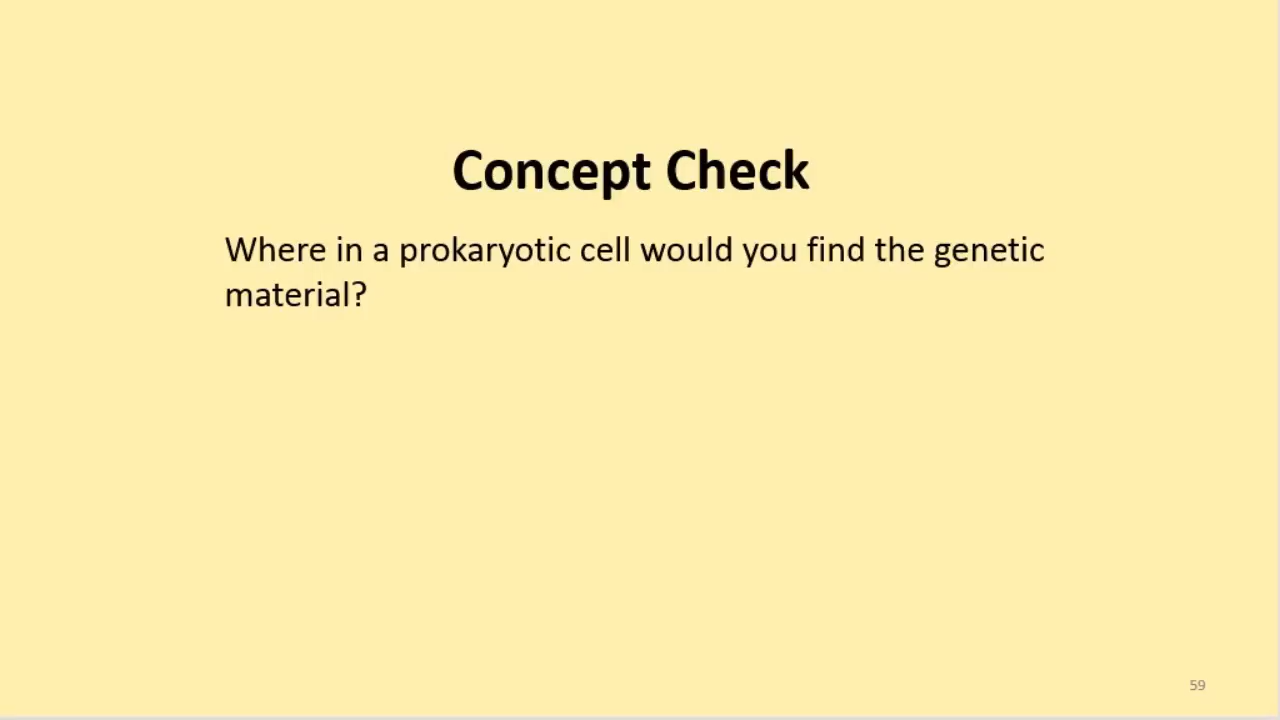 Concept Check
Where in a prokaryotic cell would you find the genetic
material?
59